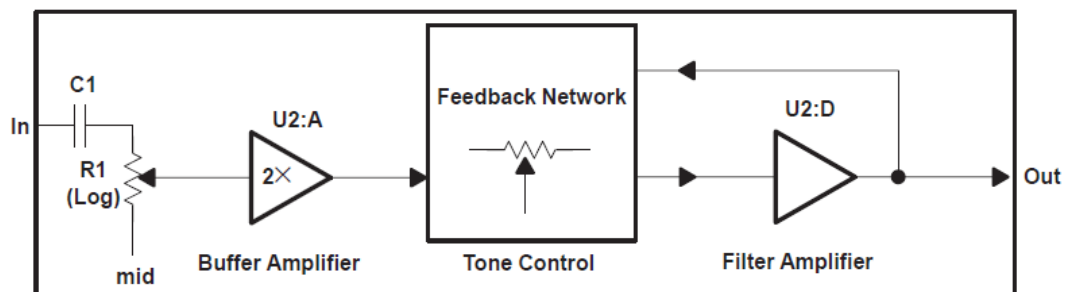 C1
In
R1
(Log)
mid
U2:A
2×
Buffer Amplifier
Feedback Network
Tone Control
U2:D
Filter Amplifier
Out